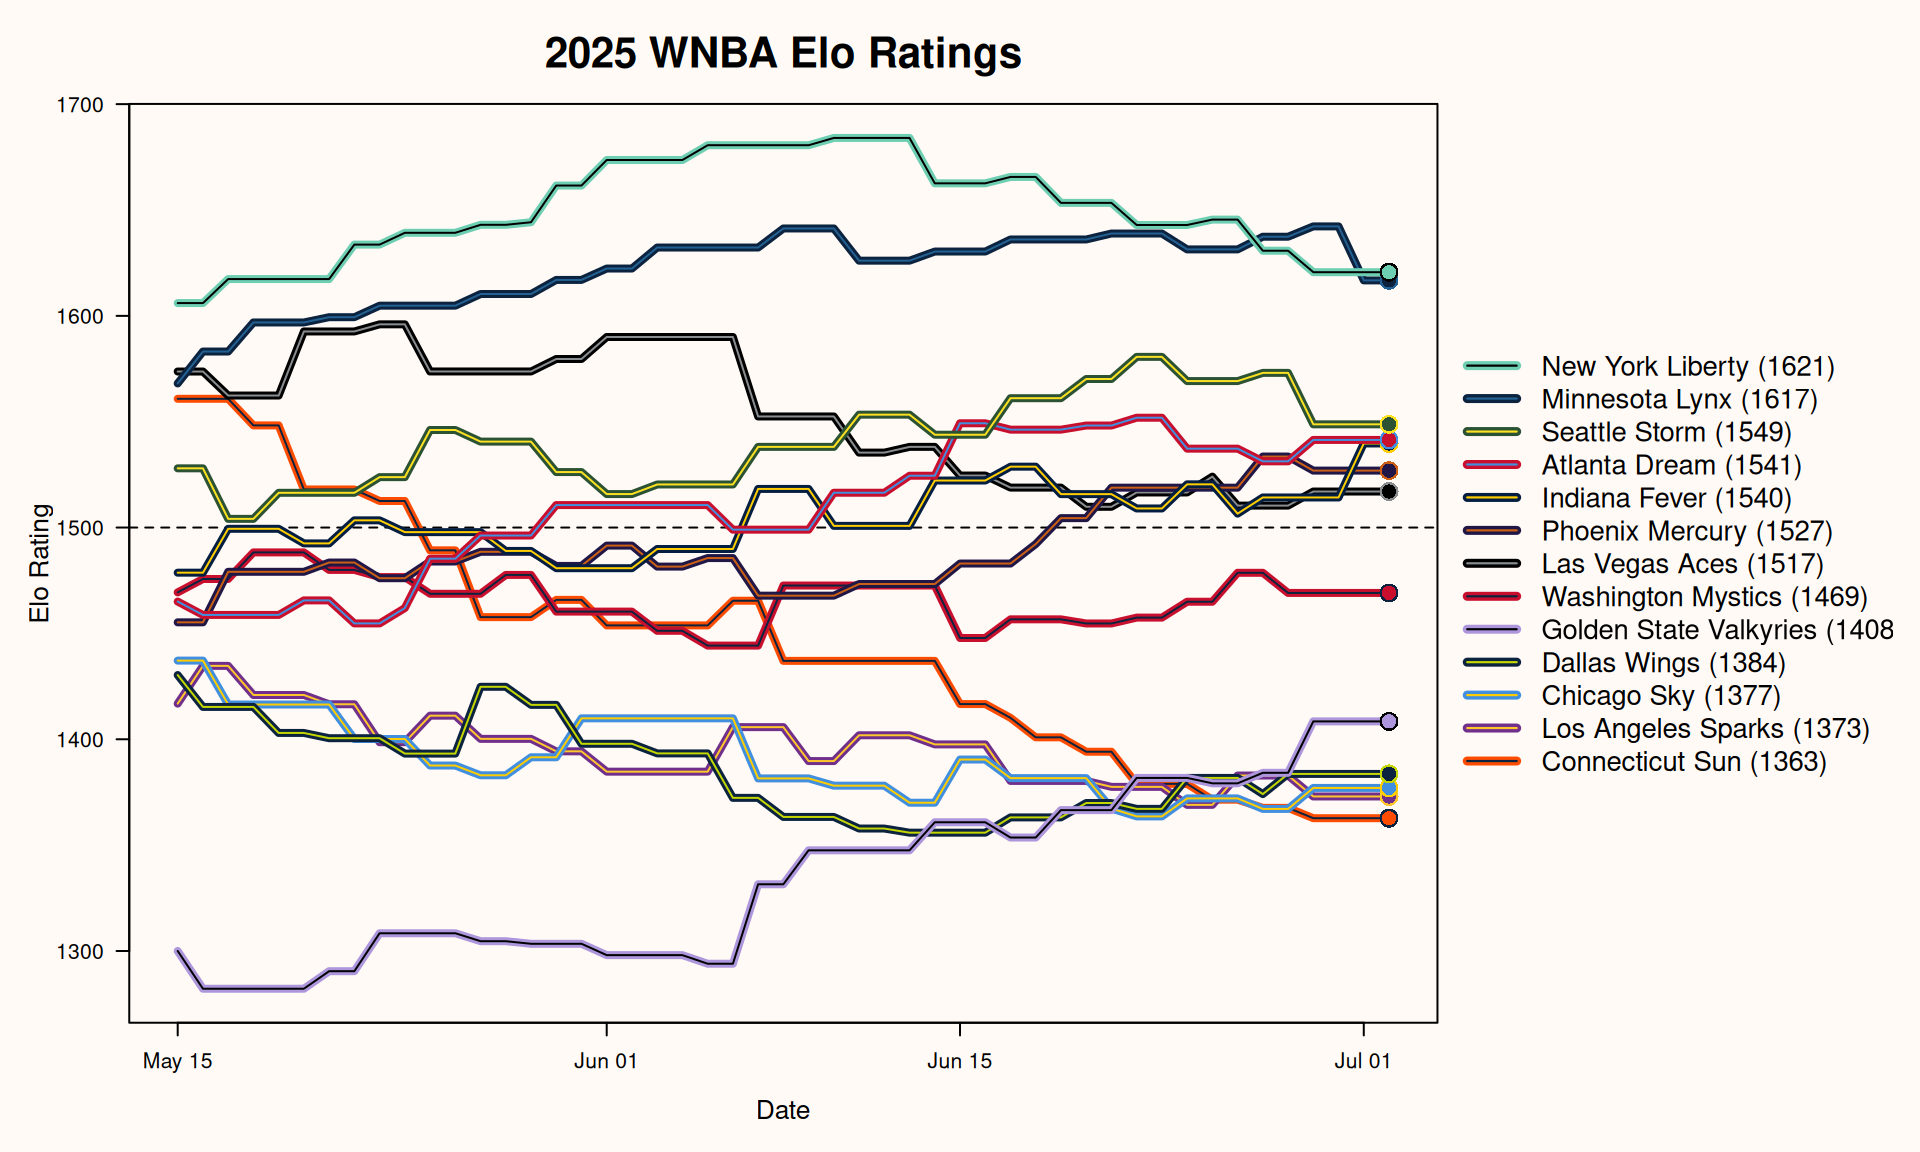 2025 WNBA Elo Ratings
1700
1600
1500
1400
1300
Elo Rating
May 15
Jun 01
Jun 15
Jul 01
Date
New York Liberty (1621)
Minnesota Lynx (1617)
Seattle Storm (1549)
Atlanta Dream (1541)
Indiana Fever (1540)
Phoenix Mercury (1527)
Las Vegas Aces (1517)
Washington Mystics (1469)
Golden State Valkyries (1408
Dallas Wings (1384)
Chicago Sky (1377)
Los Angeles Sparks (1373)
Connecticut Sun (1363)